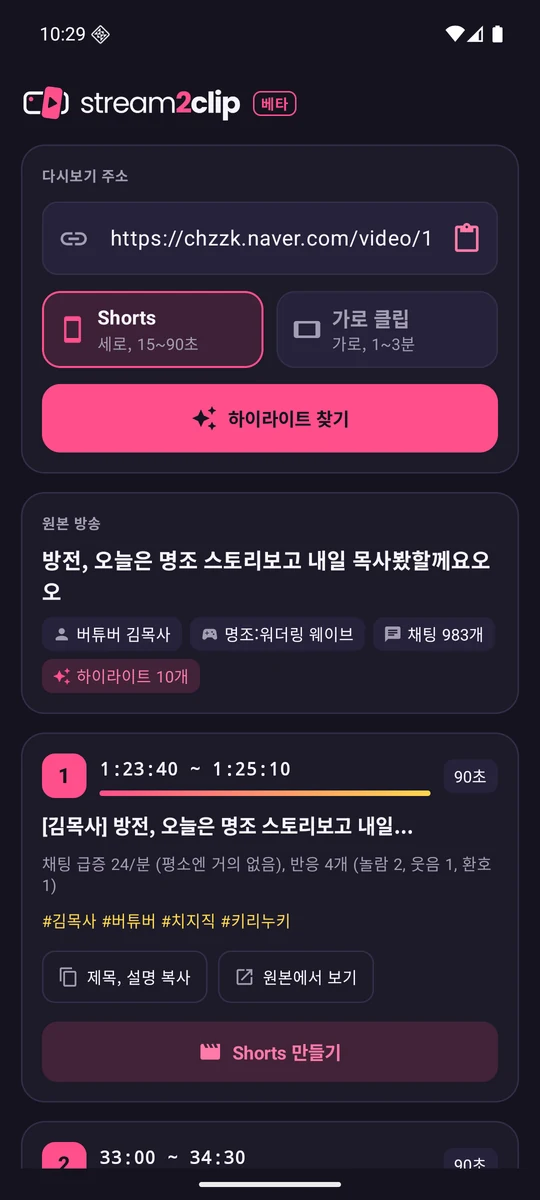 10:29
stream2clip 베타
다시보기 주소
https://chzzk.naver.com/video/1
Shorts
세로, 15~90초
가로 클립
가로, 1~3분
하이라이트 찾기
원본 방송
방전, 오늘은 명조 스토리보고 내일 목사봤할께요오
오
버튜버 김목사 명조:워더링 웨이브 채팅 983개
하이라이트 10개
1 1:23:40 ~ 1:25:10 90초
[김목사] 방전, 오늘은 명조 스토리보고 내일...
채팅 급증 24/분 (평소엔 거의 없음), 반응 4개 (놀람 2, 웃음 1, 환호
1)
#김목사 #버튜버 #치지직 #키리누키
제목, 설명 복사 원본에서 보기
Shorts 만들기
2 33:00 ~ 34:30 90초